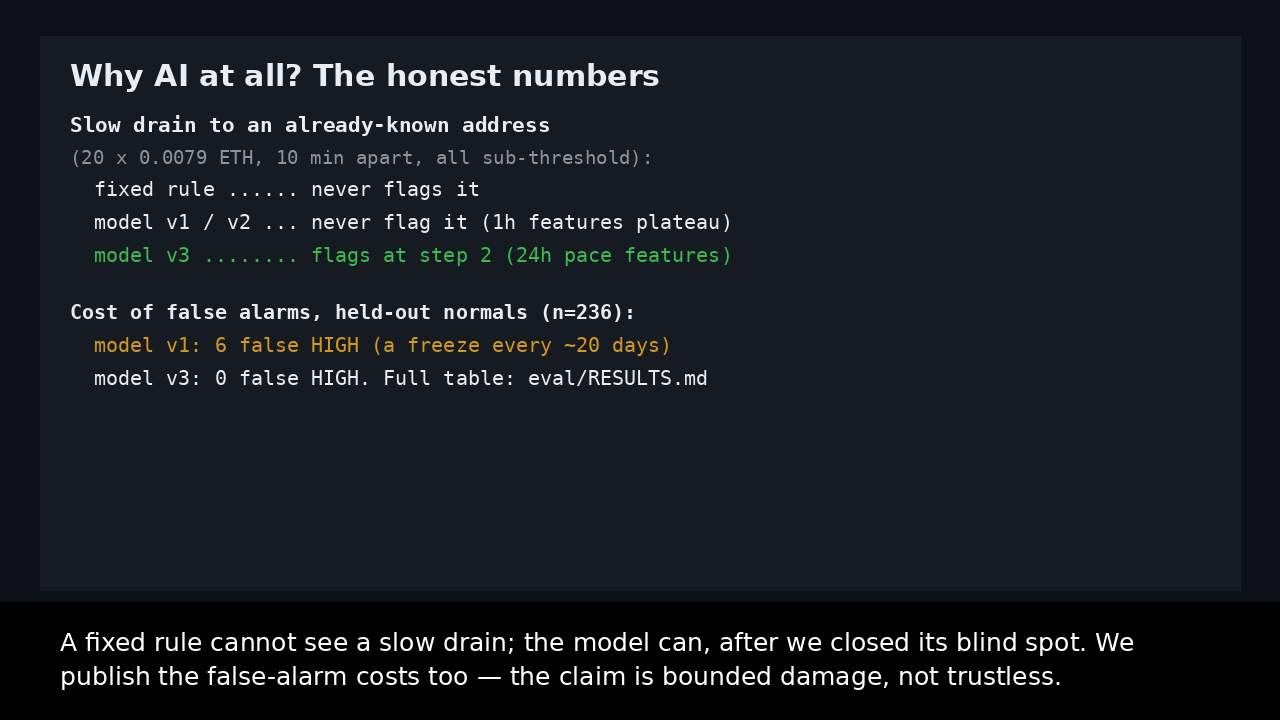 Why AI at all? The honest numbers
Slow drain to an already-known address
(20 x 0.0079 ETH, 10 min apart, all sub-threshold):
fixed rule ...... never flags it
model v1 / v2 ... never flag it (1h features plateau)
model v3 ........ flags at step 2 (24h pace features)
Cost of false alarms, held-out normals (n=236):
model v1: 6 false HIGH (a freeze every ~20 days)
model v3: 0 false HIGH. Full table: eval/RESULTS.md
A fixed rule cannot see a slow drain; the model can, after we closed its blind spot. We
publish the false-alarm costs too — the claim is bounded damage, not trustless.